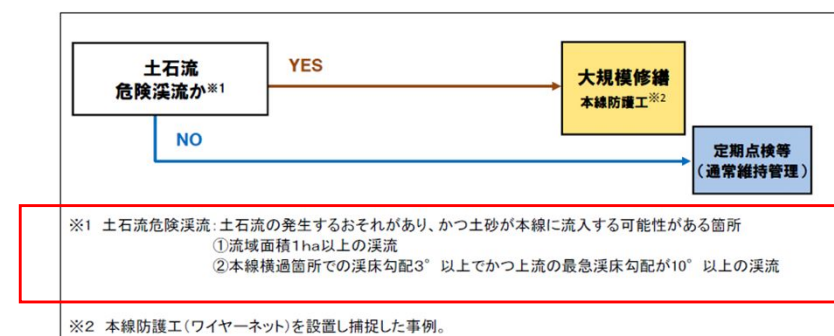 土石流
危険渓流か※1
YES
大規模修繕
本線防護工※2
NO
定期点検等
（通常維持管理）
※1 土石流危険渓流：土石流の発生するおそれがあり、かつ土砂が本線に流入する可能性がある箇所
①流域面積1ha以上の渓流
②本線横過箇所での渓床勾配3°以上でかつ上流の最急渓床勾配が10°以上の渓流
※2 本線防護工（ワイヤーネット）を設置し捕捉した事例。